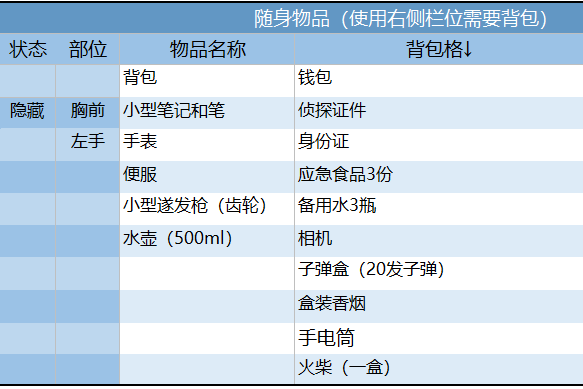 随身物品（使用右侧栏位需要背包）
状态 部位 物品名称 背包格↓
背包 钱包
隐藏 胸前 小型笔记和笔 侦探证件
左手 手表 身份证
便服 应急食品3份
小型遂发枪（齿轮） 备用水3瓶
水壶（500ml） 相机
子弹盒（20发子弹）
盒装香烟
手电筒
火柴（一盒）